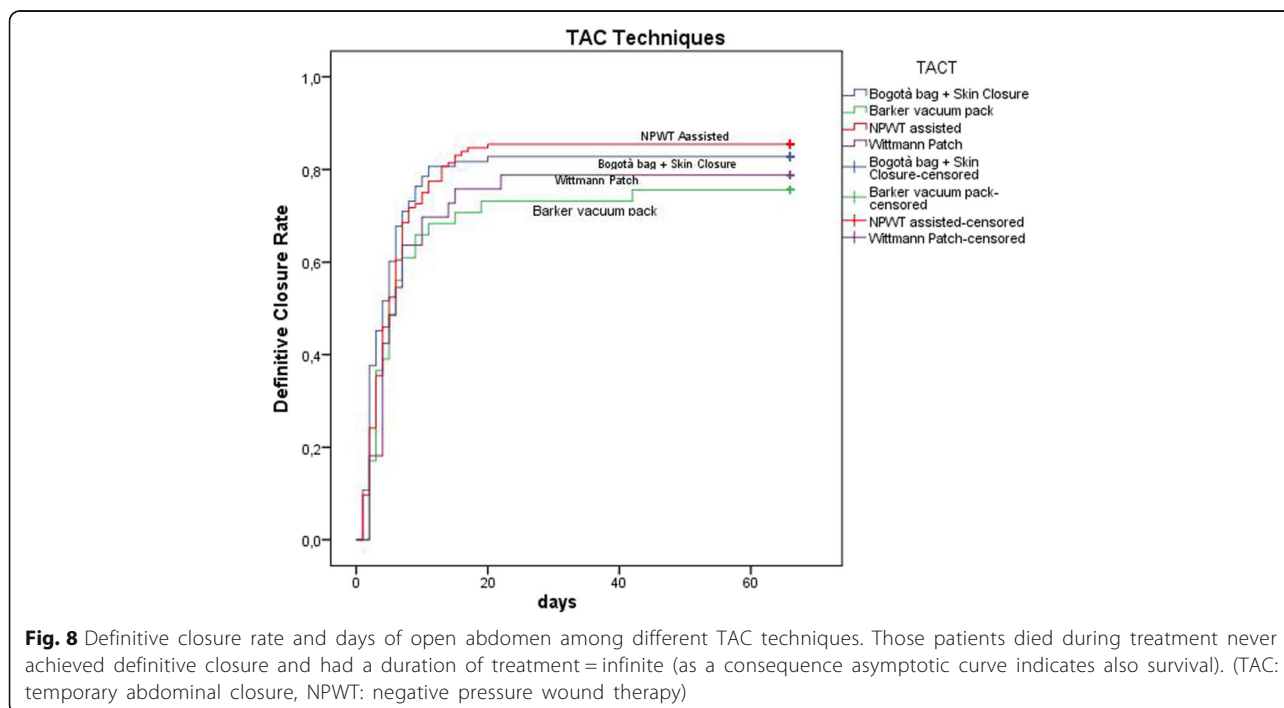 TAC Techniques
1,0
0,8
0,6
0,4
0,2
0,0
Definitive Closure Rate
0
20
40
60
days
NPWT Aassisted
Bogotà bag + Skin Closure
Wittmann Patch
Barker vacuum pack
TACT
Bogotà bag + Skin Closure
Barker vacuum pack
NPWT assisted
Wittmann Patch
Bogotà bag + Skin
Closure-censored
Barker vacuum pack-
censored
NPWT assisted-censored
Wittmann Patch-censored
Fig. 8 Definitive closure rate and days of open abdomen among different TAC techniques. Those patients died during treatment never
achieved definitive closure and had a duration of treatment = infinite (as a consequence asymptotic curve indicates also survival). (TAC:
temporary abdominal closure, NPWT: negative pressure wound therapy)